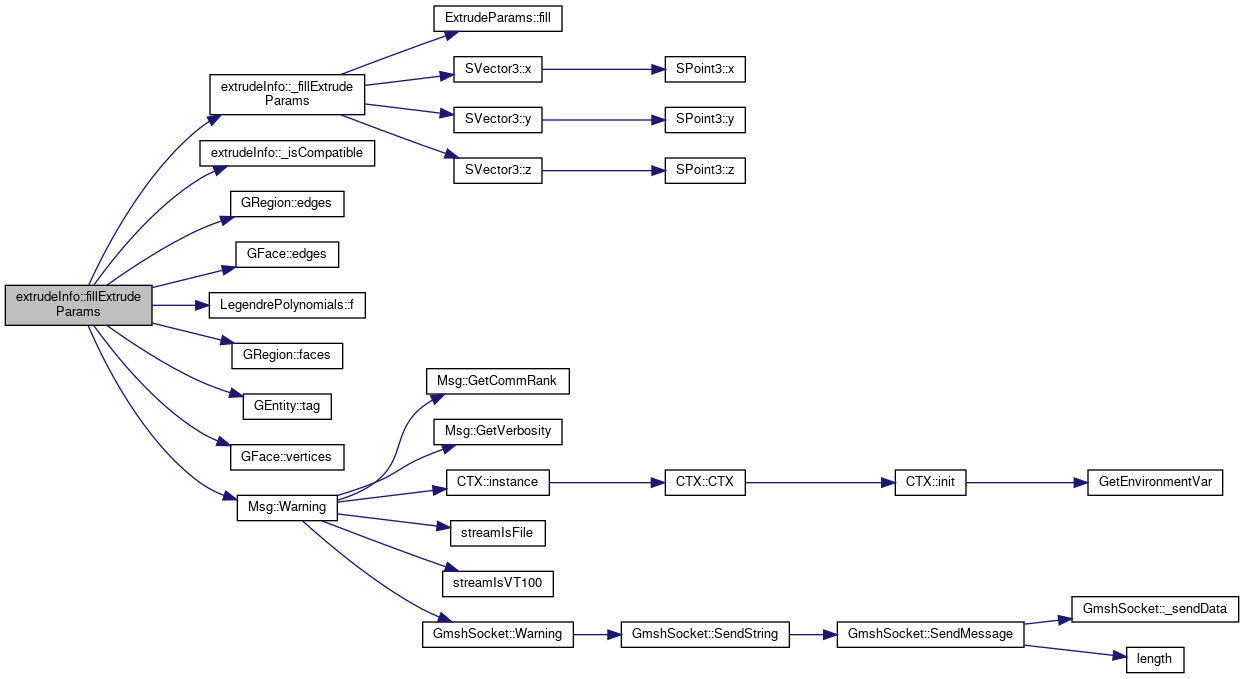 ExtrudeParams::fill
extrudeInfo::_fillExtrude
Params
SVector3::x
SPoint3::x
SVector3::y
SPoint3::y
SVector3::z
SPoint3::z
extrudeInfo::_isCompatible
GRegion::edges
GFace::edges
extrudeInfo::fillExtrude
Params
LegendrePolynomials::f
GRegion::faces
GEntity::tag
GFace::vertices
Msg::Warning
Msg::GetCommRank
Msg::GetVerbosity
CTX::instance
CTX::CTX
CTX::init
GetEnvironmentVar
streamIsFile
streamIsVT100
GmshSocket::Warning
GmshSocket::SendString
GmshSocket::SendMessage
GmshSocket::_sendData
length